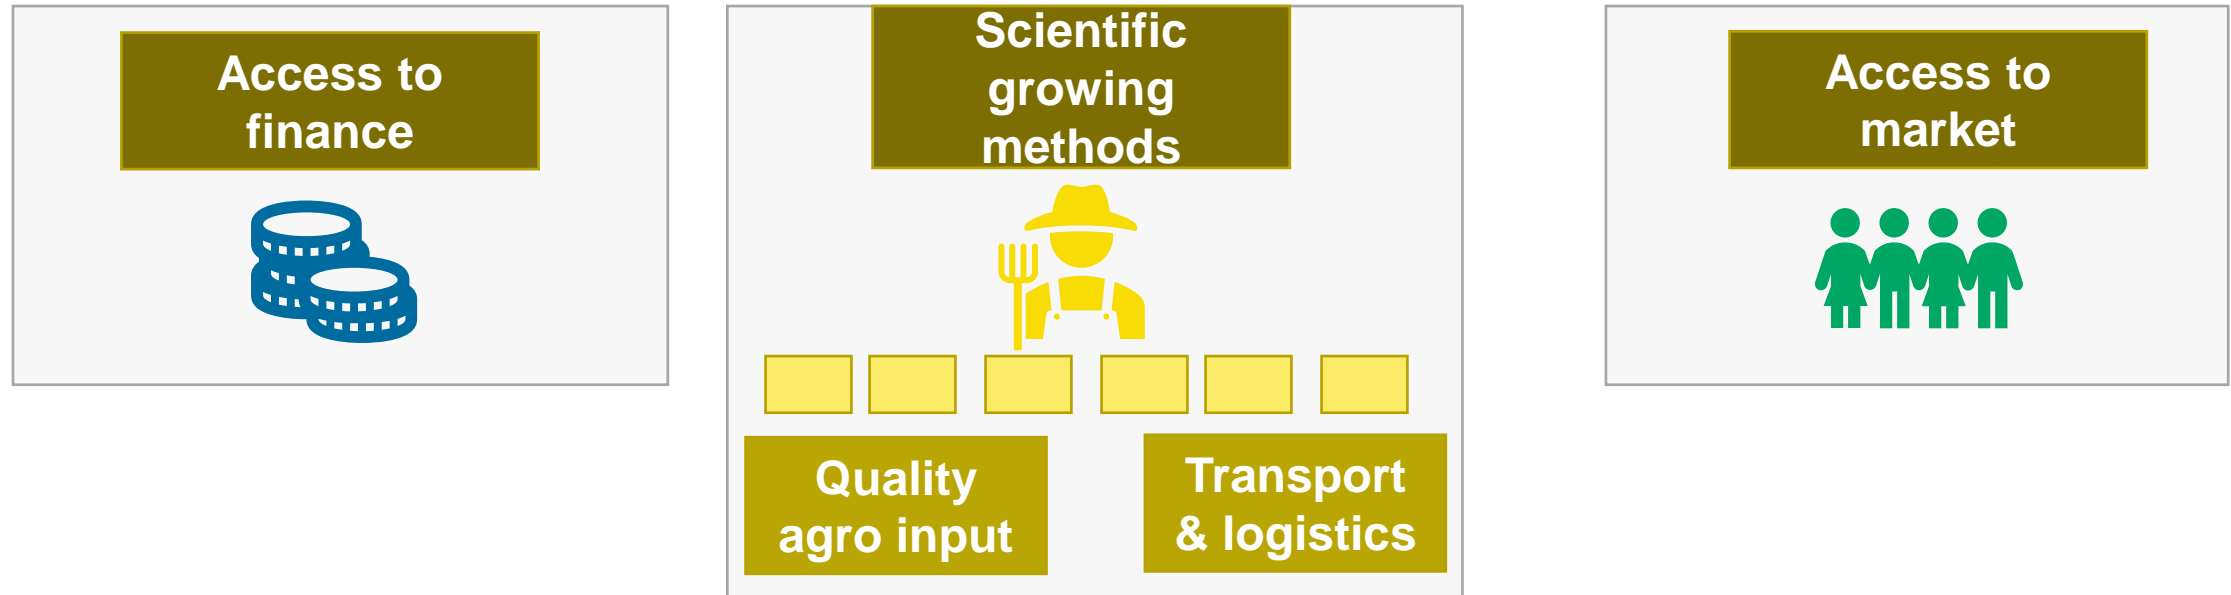 Access to
finance
Scientific
growing
methods
Access to
market
Quality
agro input
Transport
& logistics